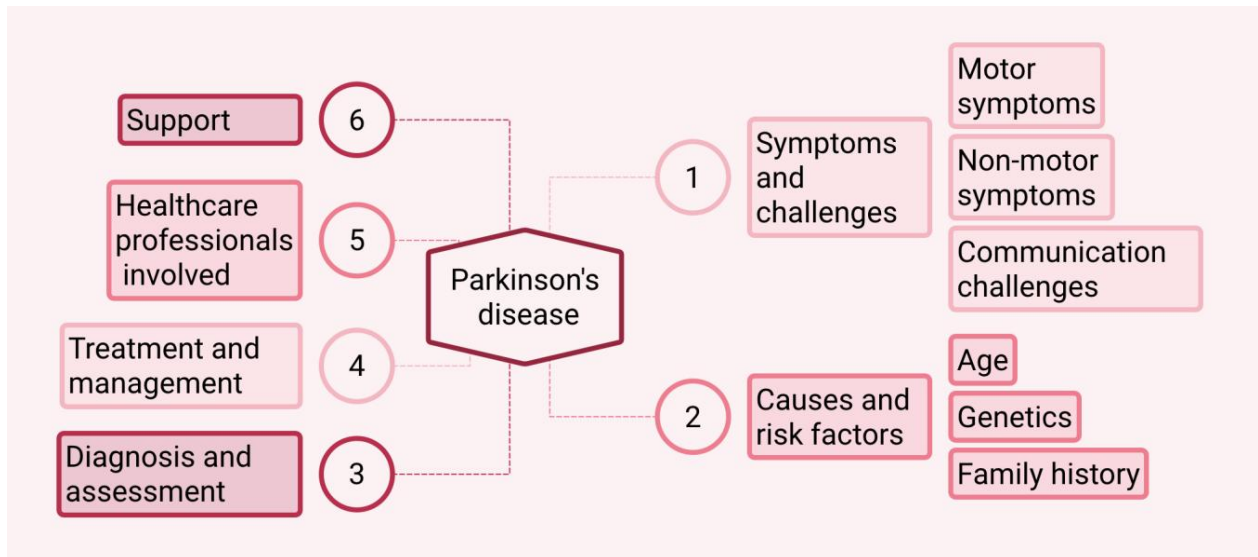 Parkinson's
disease
1
Symptoms
and
challenges
Motor
symptoms
Non-motor
symptoms
Communication
challenges
2
Causes and
risk factors
Age
Genetics
Family history
3
Diagnosis and
assessment
4
Treatment and
management
5
Healthcare
professionals
involved
6
Support